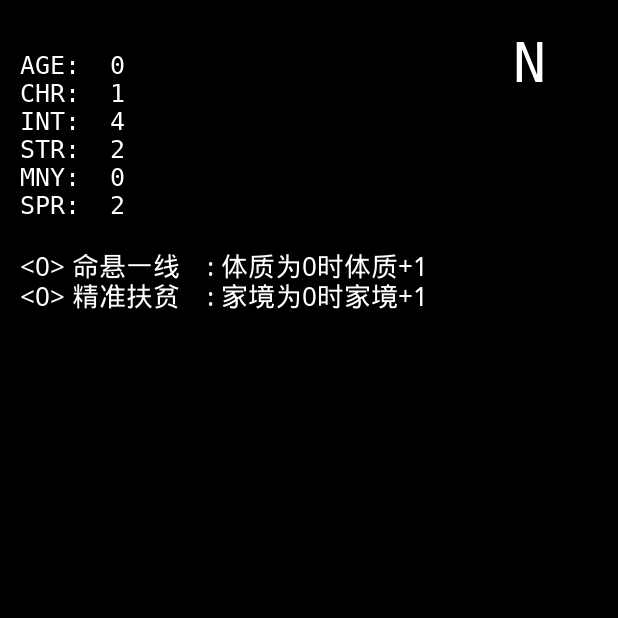 N
AGE: 0
CHR: 1
INT: 4
STR: 2
MNY: 0
SPR: 2
<0> 命悬一线 : 体质为0时体质+1
<0> 精准扶贫 : 家境为0时家境+1